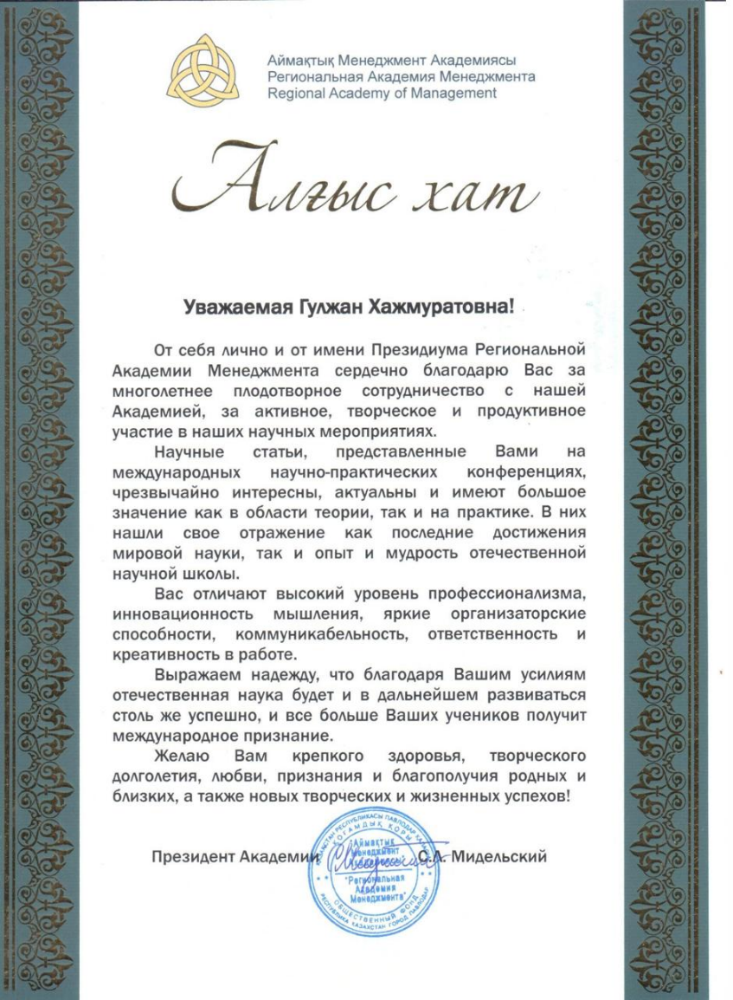 Аймақтық Менеджмент Академиясы
Региональная Академия Менеджмента
Regional Academy of Management
Алғыс хат
Уважаемая Гулжан Хажмуратовна!
От себя лично и от имени Президиума Региональной
Академии Менеджмента сердечно благодарю Вас за
многолетнее плодотворное сотрудничество с нашей
Академией, за активное, творческое и продуктивное
участие в наших научных мероприятиях.
Научные статьи, представленные Вами на
международных научно-практических конференциях,
чрезвычайно интересны, актуальны и имеют большое
значение как в области теории, так и на практике. В них
нашли свое отражение как последние достижения
мировой науки, так и опыт и мудрость отечественной
научной школы.
Вас отличают высокий уровень профессионализма,
инновационность мышления, яркие организаторские
способности, коммуникабельность, ответственность и
креативность в работе.
Выражаем надежду, что благодаря Вашим усилиям
отечественная наука будет и в дальнейшем развиваться
столь же успешно, и все больше Ваших учеников получит
международное признание.
Желаю Вам крепкого здоровья, творческого
долголетия, любви, признания и благополучия родных и
близких, а также новых творческих и жизненных успехов!
Президент Академии С.А. Мидельский
ҚОҒАМДЫҚ ҚОРЫ
"Аймақтық
Менеджмент
"Региональная
Академия
Менеджмента"
ОБЩЕСТВЕННЫЙ ФОНД
РЕСПУБЛИКА КАЗАХСТАН ГОРОД ПАВЛОДАР